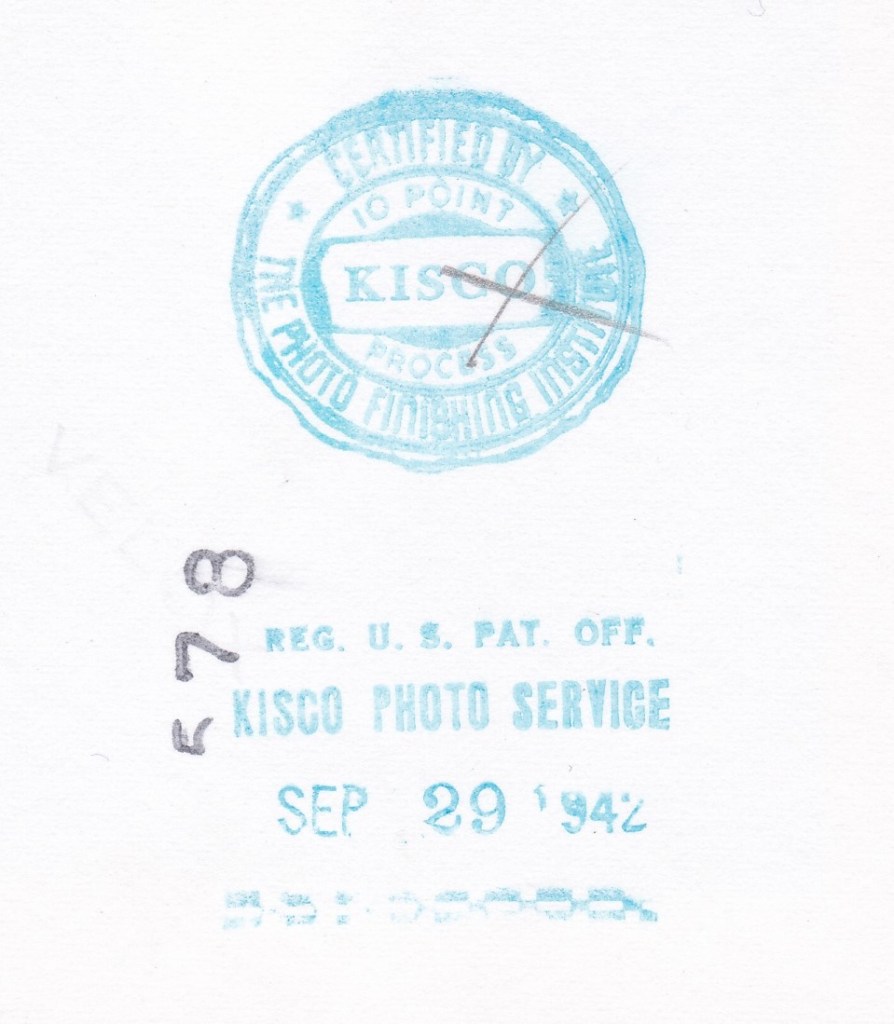 CERTIFIED BY
THE PHOTO FINISHING INSTITUTE
10 POINT
KISCO
PROCESS
578
REG. U. S. PAT. OFF.
KISCO PHOTO SERVICE
SEP 29 1942